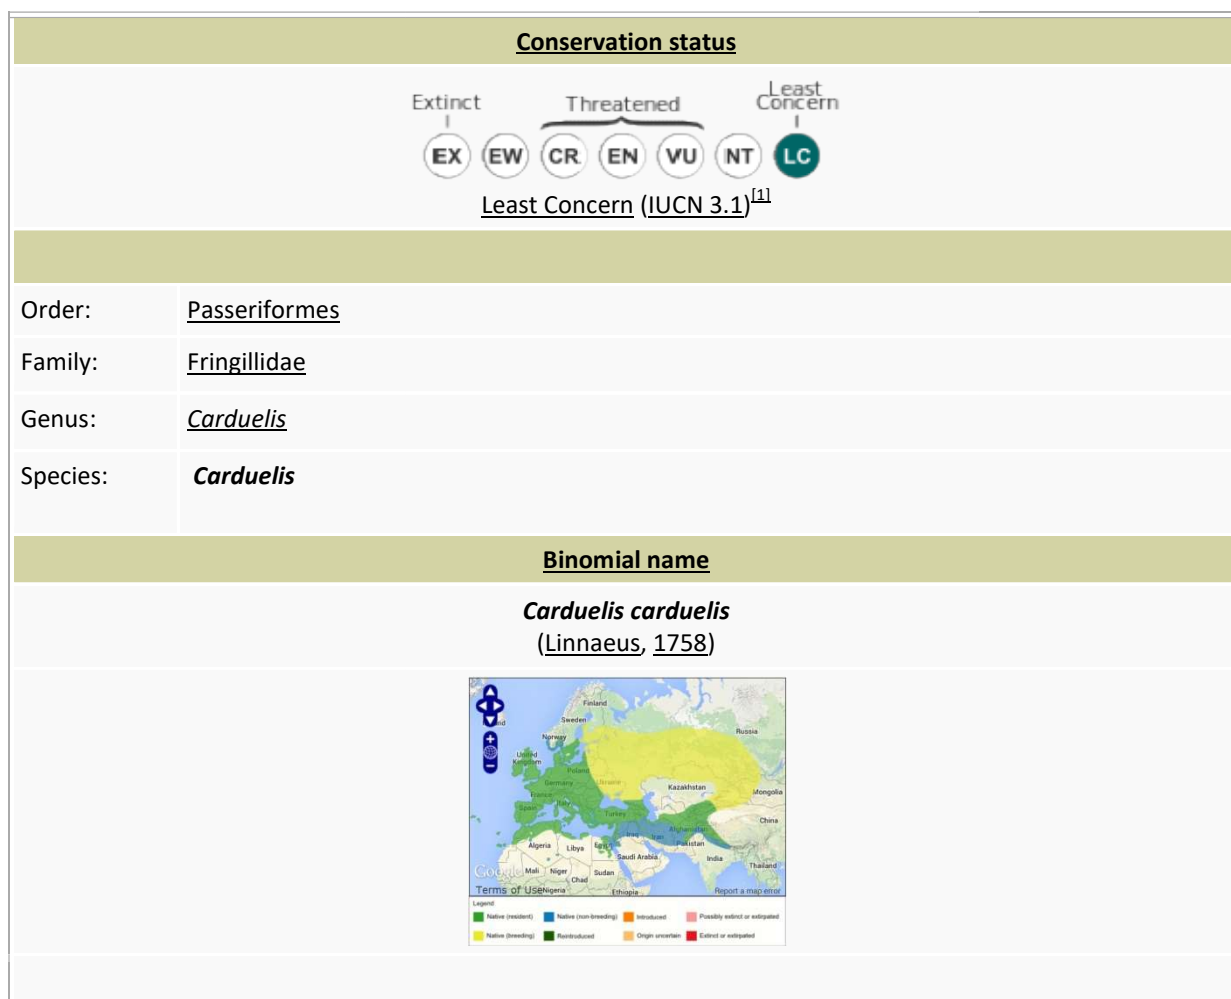 Conservation status
Extinct Threatened Least Concern
EX EW CR EN VU NT LC
Least Concern (IUCN 3.1)[1]
Order: Passeriformes
Family: Fringillidae
Genus: Carduelis
Species: Carduelis
Binomial name
Carduelis carduelis
(Linnaeus, 1758)
Finland
Sweden
Russia
Norway
United Kingdom
Poland
Germany
Ukraine
Kazakhstan
France
Mongolia
Italy
Spain
Turkey
China
Afghanistan
Iraq Iran
Pakistan
Algeria Libya Egypt
Saudi Arabia India
Thailand
Google Mali Niger Sudan
Chad
Terms of Use Nigeria Ethiopia Report a map error
Legend
Native (resident) Native (non-breeding) Introduced Possibly extinct or extirpated
Native (breeding) Reintroduced Origin uncertain Extinct or extirpated